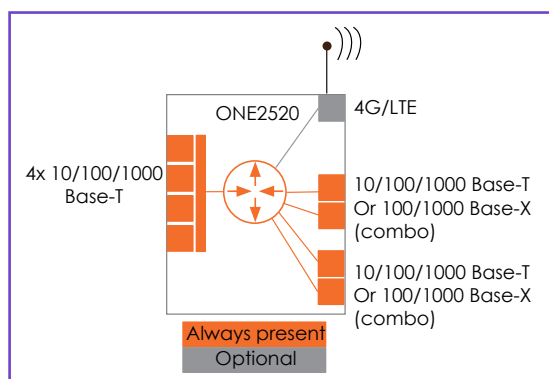 ONE2520
4G/LTE
4x 10/100/1000
Base-T
10/100/1000 Base-T
Or 100/1000 Base-X
(combo)
10/100/1000 Base-T
Or 100/1000 Base-X
(combo)
Always present
Optional